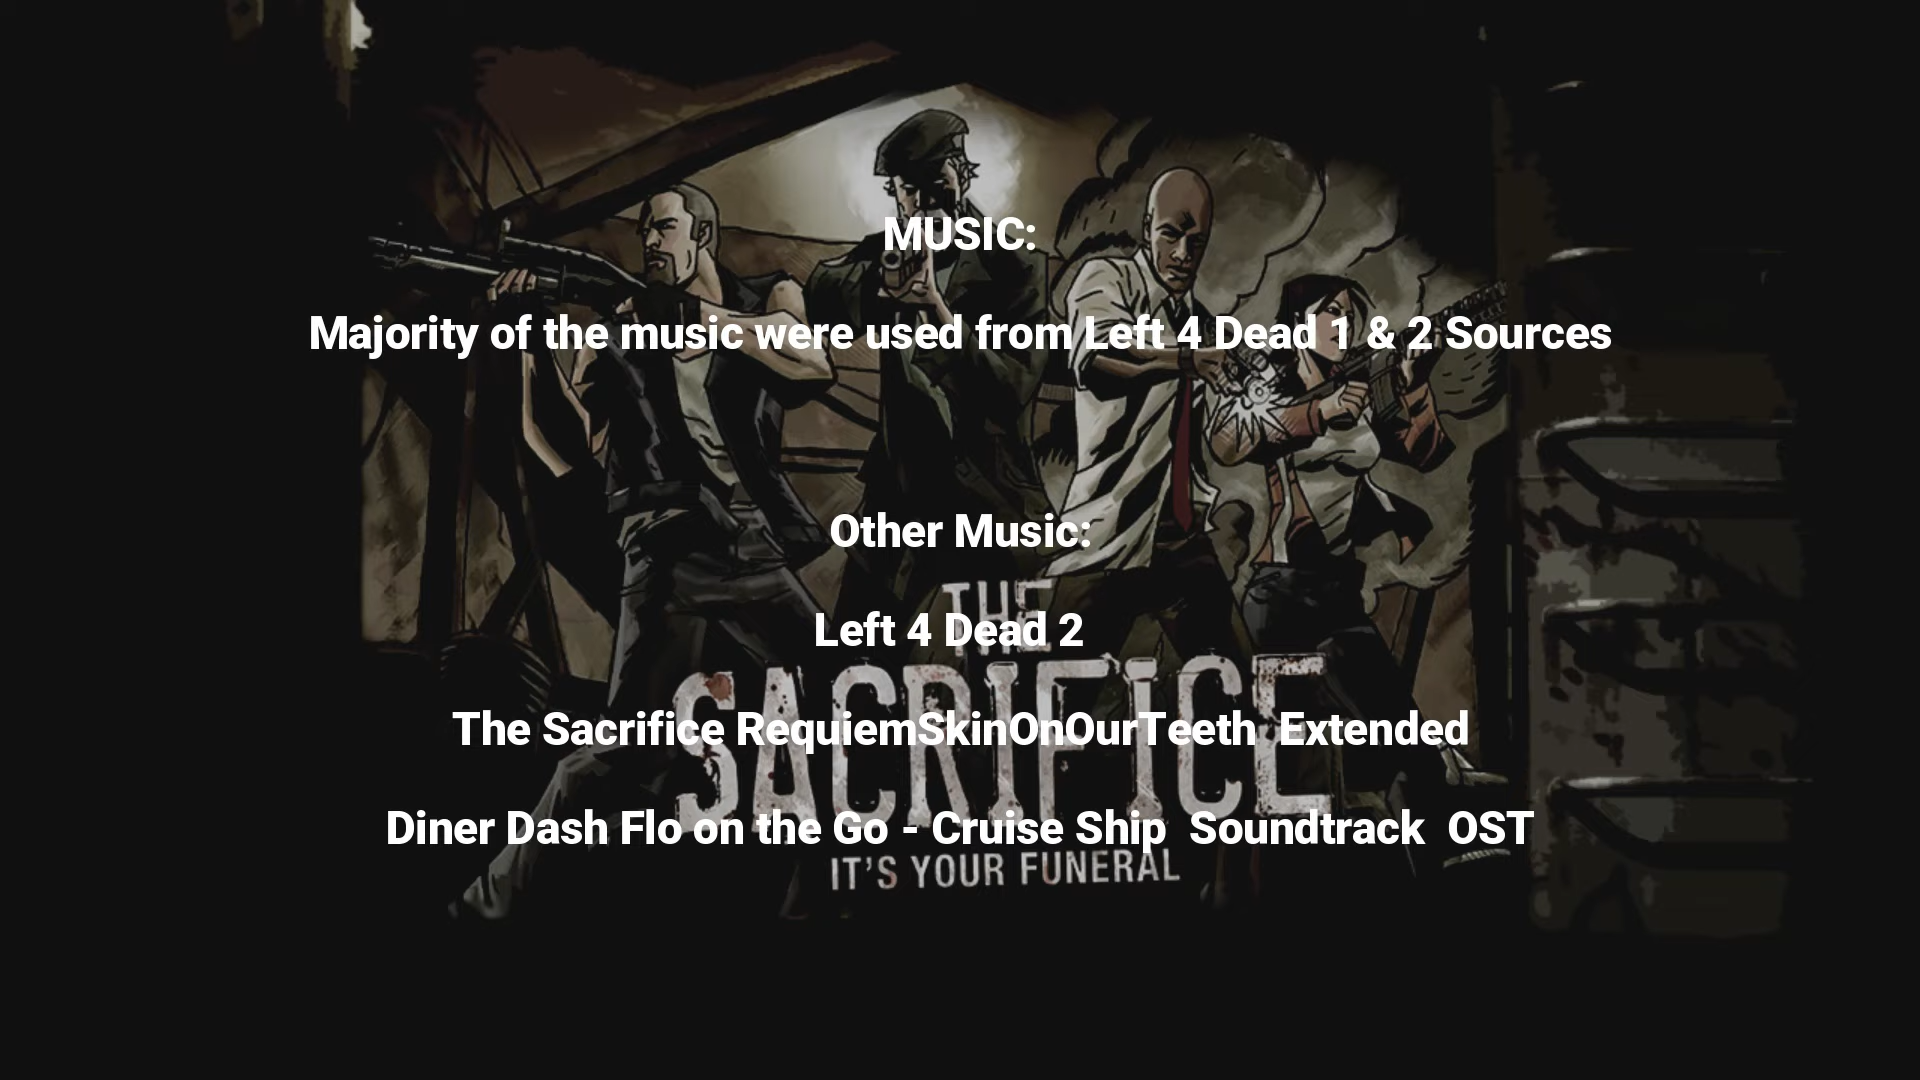 MUSIC:
Majority of the music were used from Left 4 Dead 1 & 2 Sources
Other Music:
THE
Left 4 Dead 2
SACRIFICE
The Sacrifice RequiemSkinOnOurTeeth  Extended
Diner Dash Flo on the Go - Cruise Ship  Soundtrack  OST
IT'S YOUR FUNERAL